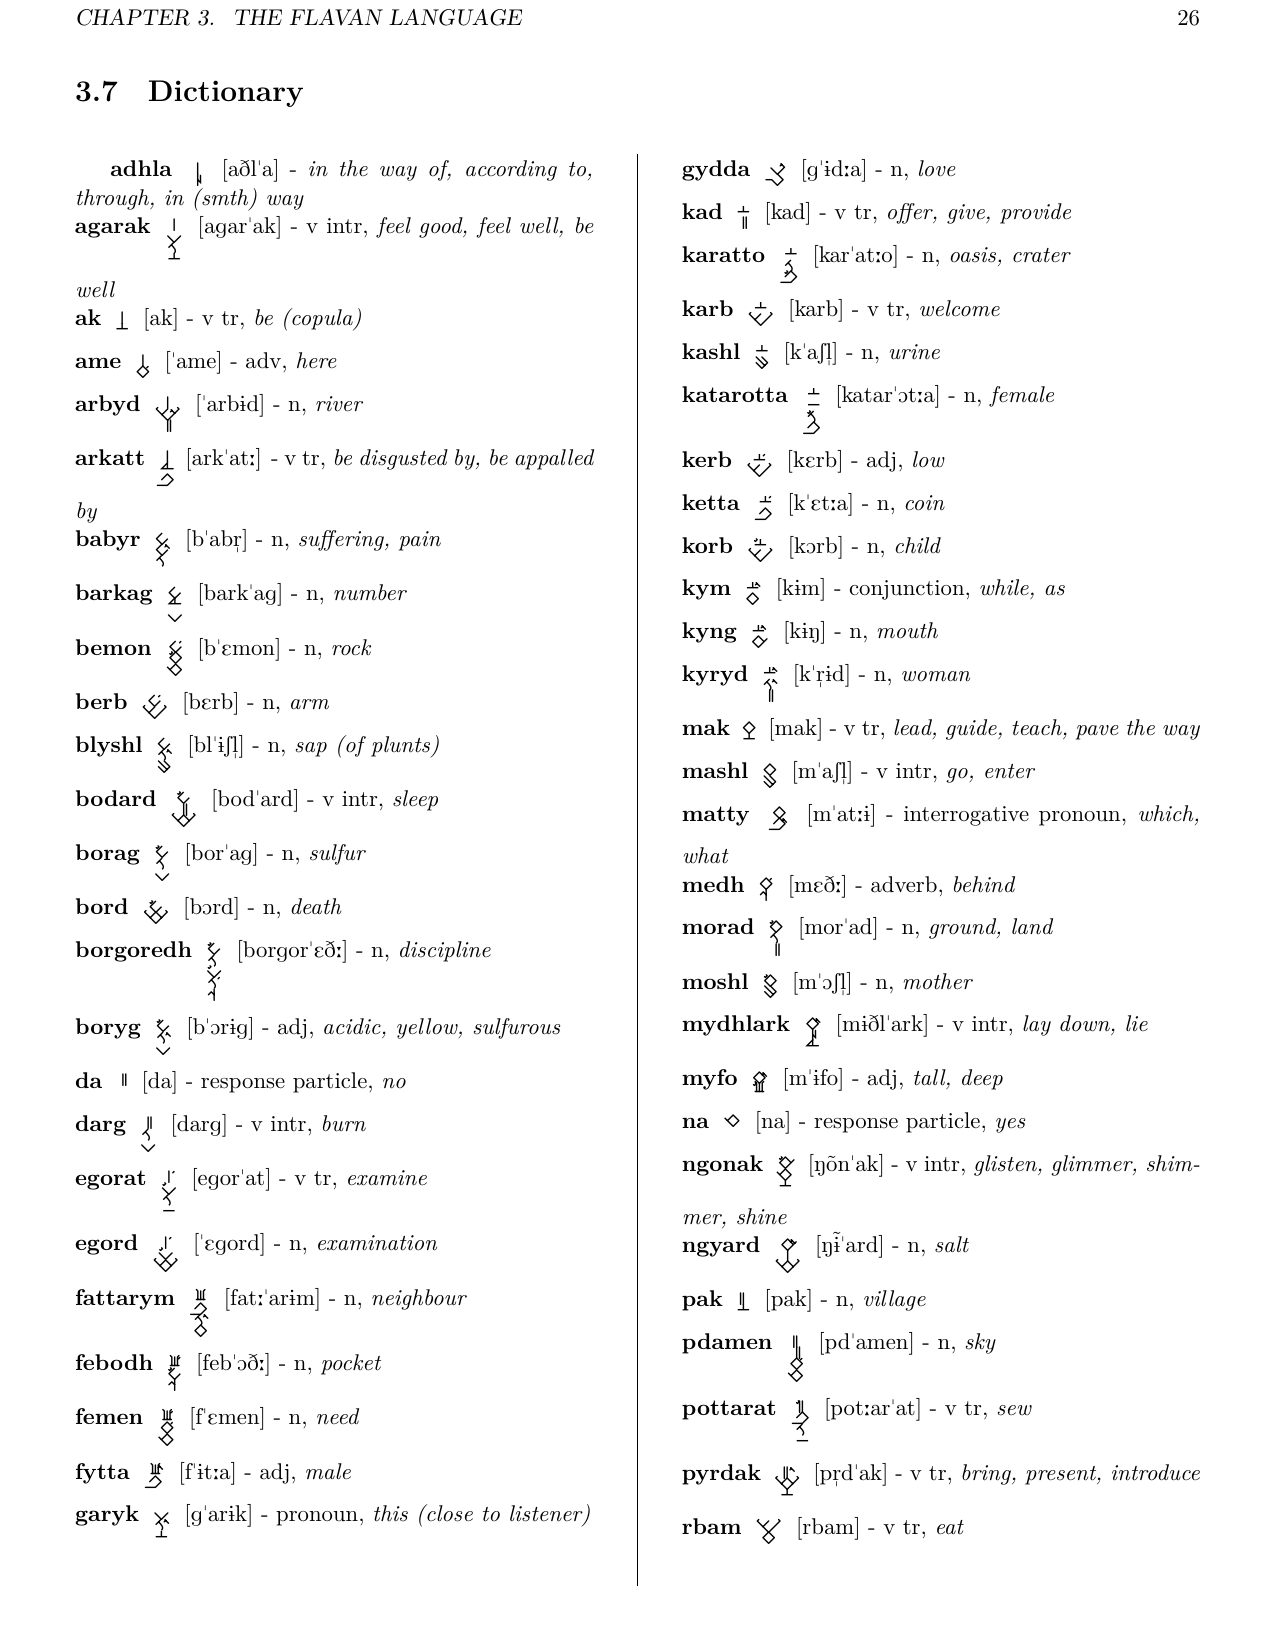 CHAPTER 3. THE FLAVAN LANGUAGE 26
3.7 Dictionary
adhla [aðlˈa] - in the way of, according to,
through, in (smth) way
agarak [aɡarˈak] - v intr, feel good, feel well, be
well
ak [ak] - v tr, be (copula)
ame [ˈame] - adv, here
arbyd [ˈarbɨd] - n, river
arkatt [arkˈatː] - v tr, be disgusted by, be appalled
by
babyr [bˈabr̩] - n, suffering, pain
barkag [barkˈaɡ] - n, number
bemon [bˈɛmon] - n, rock
berb [bɛrb] - n, arm
blyshl [blˈɨʃl̩] - n, sap (of plunts)
bodard [bodˈard] - v intr, sleep
borag [borˈaɡ] - n, sulfur
bord [bɔrd] - n, death
borgoredh [borɡorˈɛðː] - n, discipline
boryg [bˈɔrɨɡ] - adj, acidic, yellow, sulfurous
da [da] - response particle, no
darg [darɡ] - v intr, burn
egorat [eɡorˈat] - v tr, examine
egord [ˈɛɡord] - n, examination
fattarym [fatːˈarɨm] - n, neighbour
febodh [febˈɔðː] - n, pocket
femen [fˈɛmen] - n, need
fytta [fˈɨtːa] - adj, male
garyk [ɡˈarɨk] - pronoun, this (close to listener)
gydda [ɡˈɨdːa] - n, love
kad [kad] - v tr, offer, give, provide
karatto [karˈatːo] - n, oasis, crater
karb [karb] - v tr, welcome
kashl [kˈaʃl̩] - n, urine
katarotta [katarˈɔtːa] - n, female
kerb [kɛrb] - adj, low
ketta [kˈɛtːa] - n, coin
korb [kɔrb] - n, child
kym [kɨm] - conjunction, while, as
kyng [kɨŋ] - n, mouth
kyryd [kˈr̩ɨd] - n, woman
mak [mak] - v tr, lead, guide, teach, pave the way
mashl [mˈaʃl̩] - v intr, go, enter
matty [mˈatːɨ] - interrogative pronoun, which,
what
medh [mɛðː] - adverb, behind
morad [morˈad] - n, ground, land
moshl [mˈɔʃl̩] - n, mother
mydhlark [mɨðlˈark] - v intr, lay down, lie
myfo [mˈɨfo] - adj, tall, deep
na [na] - response particle, yes
ngonak [ŋõnˈak] - v intr, glisten, glimmer, shim-
mer, shine
ngyard [ŋɨ̃ˈard] - n, salt
pak [pak] - n, village
pdamen [pdˈamen] - n, sky
pottarat [potːarˈat] - v tr, sew
pyrdak [pr̩dˈak] - v tr, bring, present, introduce
rbam [rbam] - v tr, eat